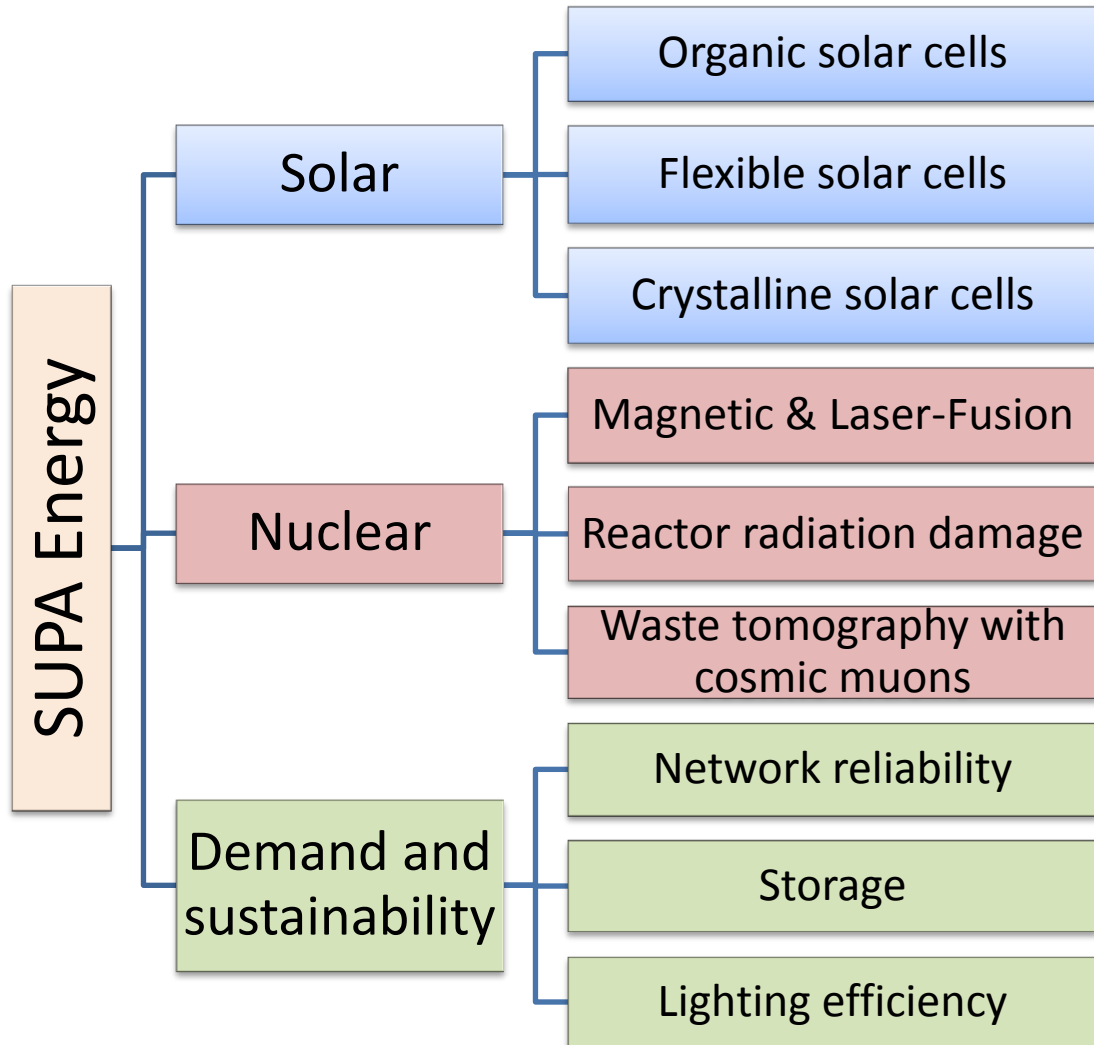 SUPA Energy
Solar
Organic solar cells
Flexible solar cells
Crystalline solar cells
Nuclear
Magnetic & Laser-Fusion
Reactor radiation damage
Waste tomography with
cosmic muons
Demand and
sustainability
Network reliability
Storage
Lighting efficiency